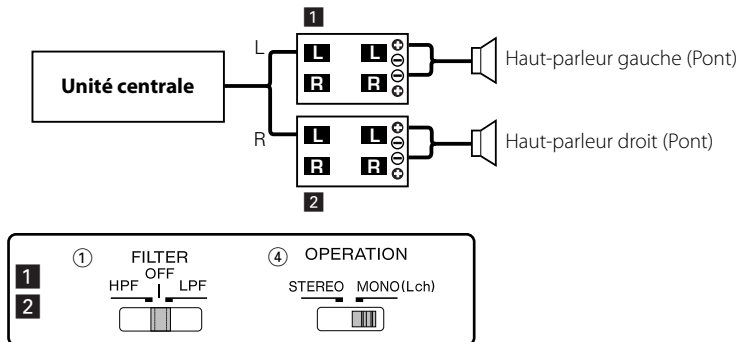 1
L
L L ⊕
⊖
Unité centrale
R R ⊖
⊕
Haut-parleur gauche (Pont)
R
L L ⊕
⊖
R R ⊖
⊕
Haut-parleur droit (Pont)
2
1
2
① FILTER
OFF
HPF LPF
④ OPERATION
STEREO MONO(Lch)